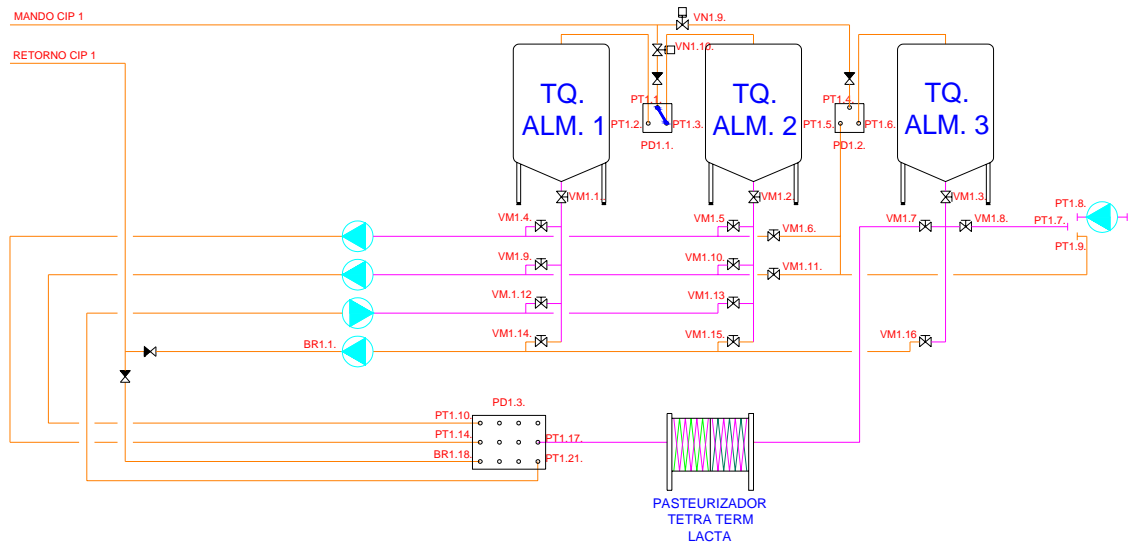 MANDO CIP 1
VN1.9.
RETORNO CIP 1
VN1.10.
TQ.
ALM. 1
TQ.
ALM. 2
TQ.
ALM. 3
PT1.1.
PT1.2.
PT1.3.
PD1.1.
PT1.4.
PT1.5.
PT1.6.
PD1.2.
VM1.1.
VM1.2
VM1.3
VM1.4.
VM1.5
VM1.6.
VM1.7
VM1.8.
PT1.8.
PT1.7.
PT1.9.
VM1.9.
VM1.10.
VM1.11.
VM.1.12
VM1.13
BR1.1.
VM1.14.
VM1.15.
VM1.16
PD1.3.
PT1.10.
PT1.14.
PT1.17.
BR1.18.
PT1.21.
PASTEURIZADOR
TETRA TERM
LACTA